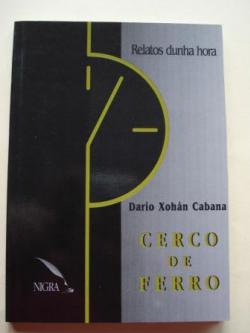 Relatos dunha hora
Darío Xohán Cabana
CERCO
DE
FERRO
NIGRA